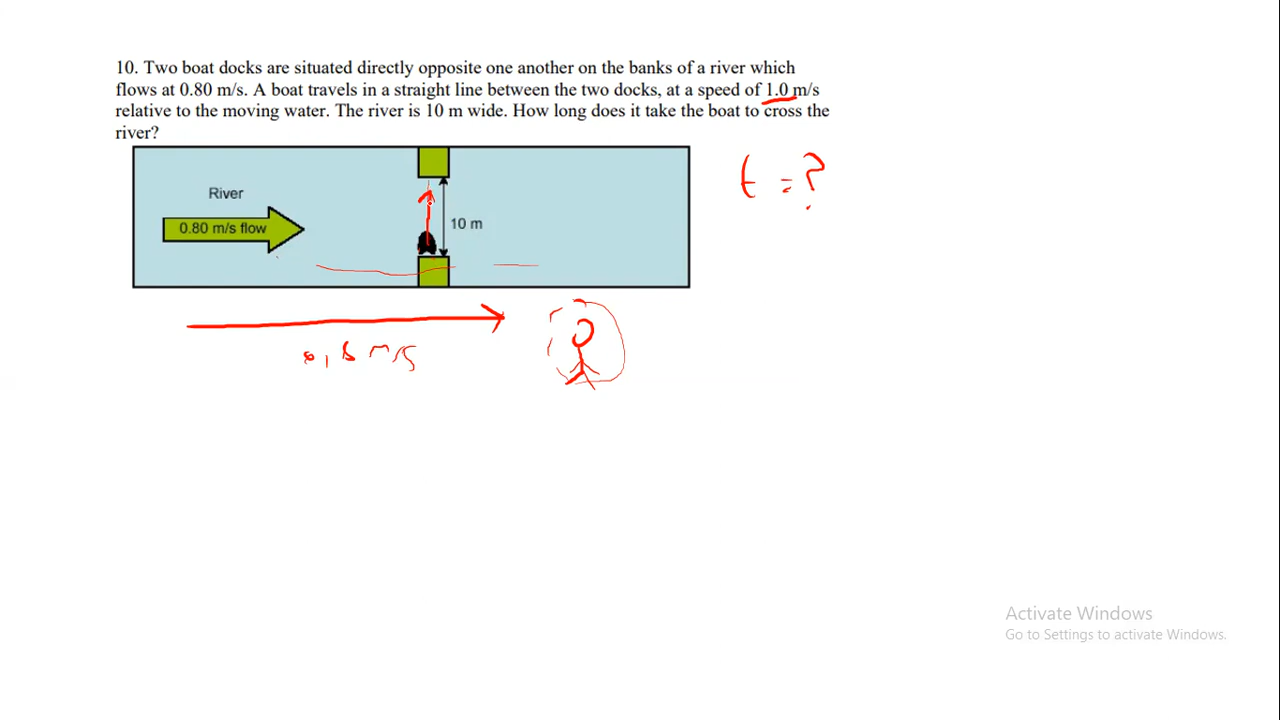 10. Two boat docks are situated directly opposite one another on the banks of a river which
flows at 0.80 m/s. A boat travels in a straight line between the two docks, at a speed of 1.0 m/s
relative to the moving water. The river is 10 m wide. How long does it take the boat to cross the
river?
t = ?
River
0.80 m/s flow
10 m
0,8 m/s
Activate Windows
Go to Settings to activate Windows.